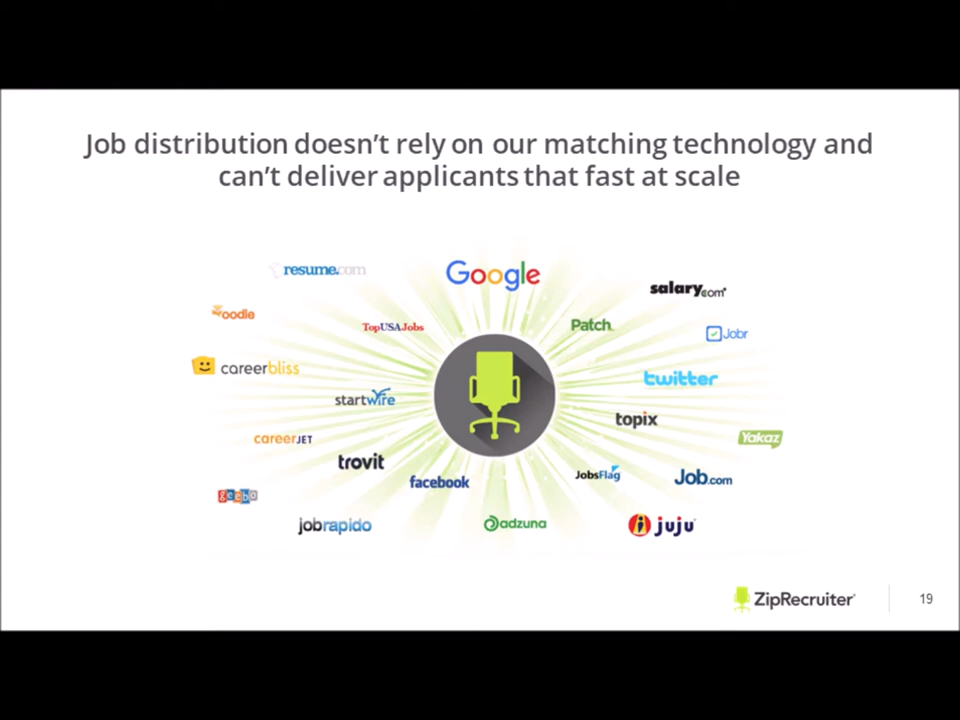 Job distribution doesn't rely on our matching technology and
can't deliver applicants that fast at scale
resume.com
Google
salary.com
oodle
TopUSAJobs
Patch
Jobr
careerbliss
startwire
twitter
topix
careerJET
Yakaz
trovit
facebook
JobsFlag
Job.com
geebo
jobrapido
adzuna
juju
ZipRecruiter
19